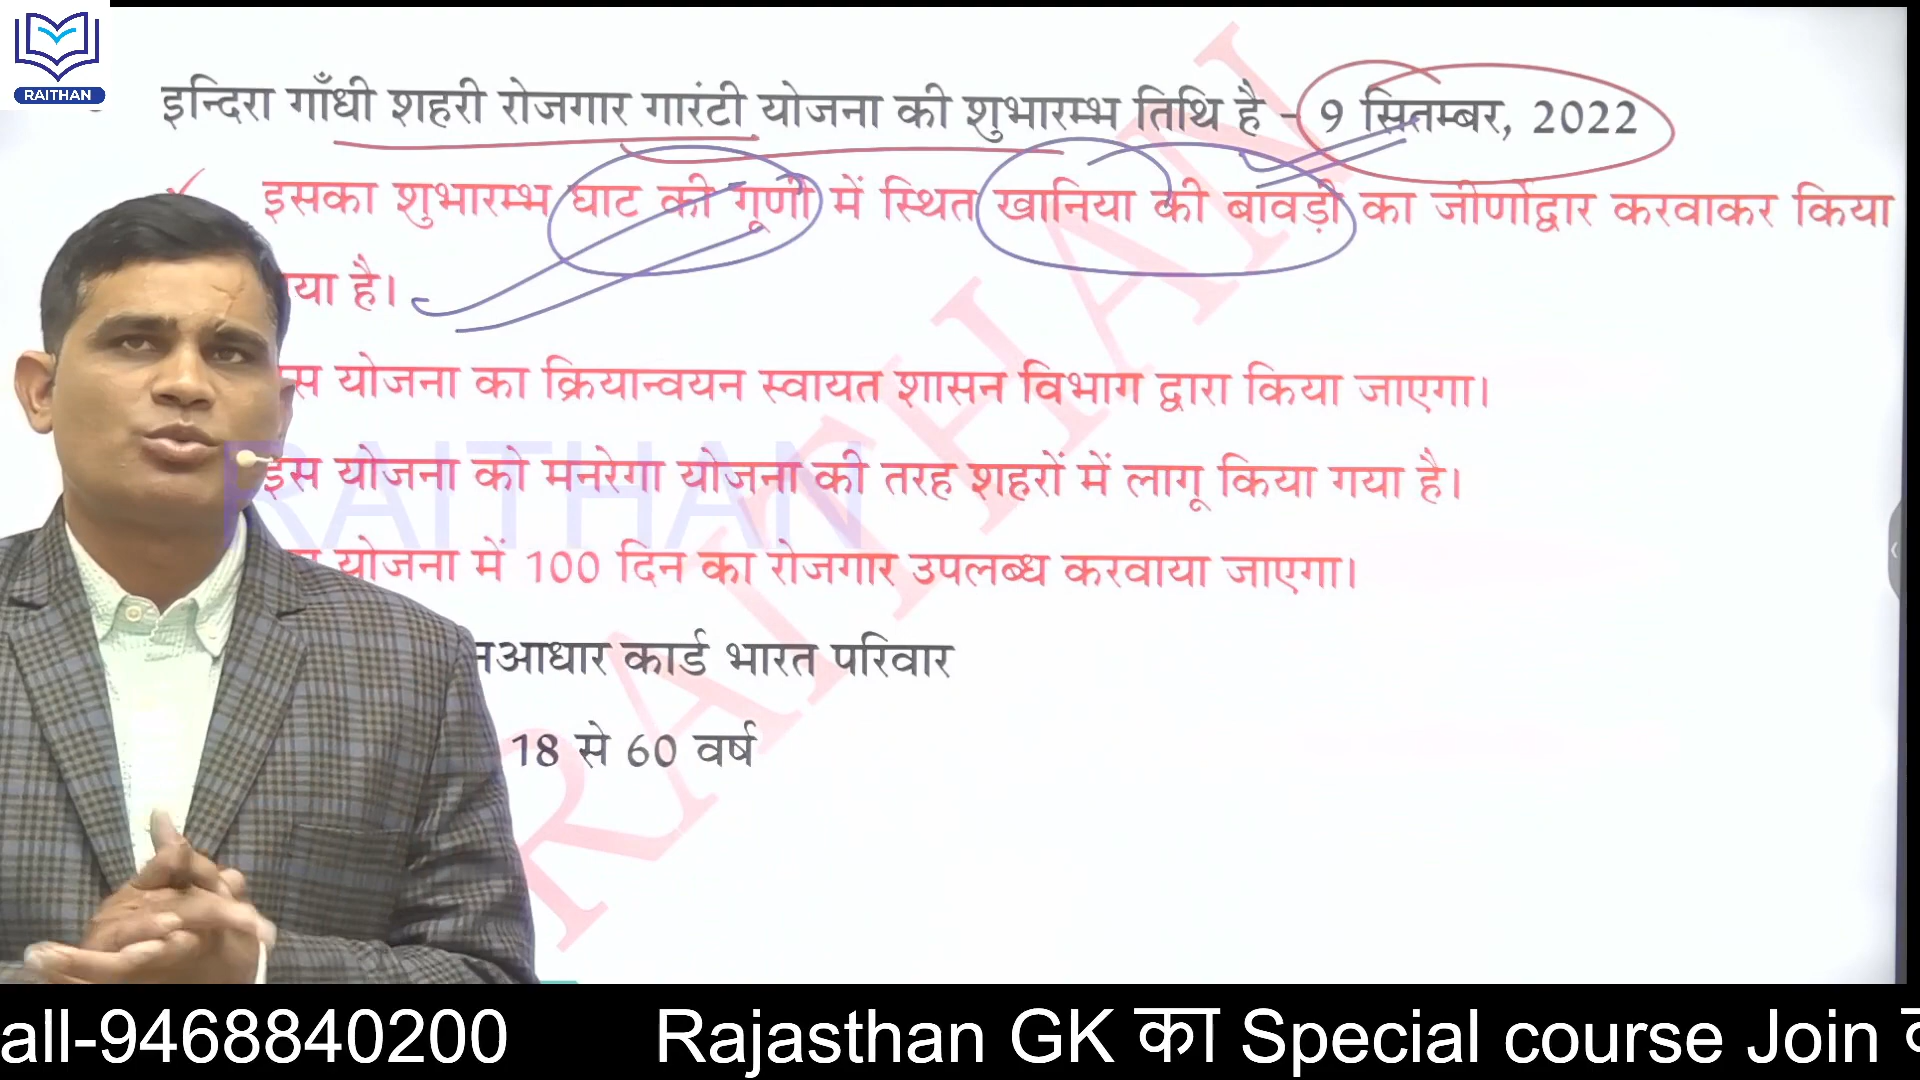 RAITHAN
इन्दिरा गाँधी शहरी रोजगार गारंटी योजना की शुभारम्भ तिथि है - 9 सितम्बर, 2022
इसका शुभारम्भ घाट की गूणी में स्थित खानिया की बावड़ी का जीर्णोद्वार करवाकर किया
है।
योजना का क्रियान्वयन स्वायत शासन विभाग द्वारा किया जाएगा।
इस योजना को मनरेगा योजना की तरह शहरों में लागू किया गया है।
योजना में 100 दिन का रोजगार उपलब्ध करवाया जाएगा।
कार्ड भारत परिवार
18 से 60 वर्ष
RAITHAN
RAITHAN
all-9468840200 Rajasthan GK का Special course Join